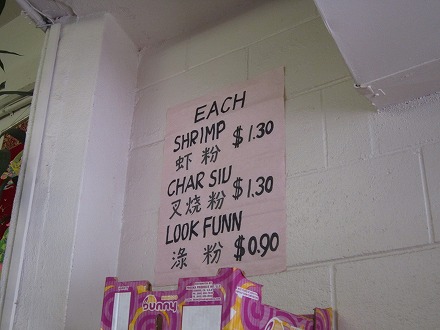 EACH
SHRIMP $1.30
虾粉
CHAR SIU $1.30
叉烧粉
LOOK FUNN $0.90
淥粉
bunny